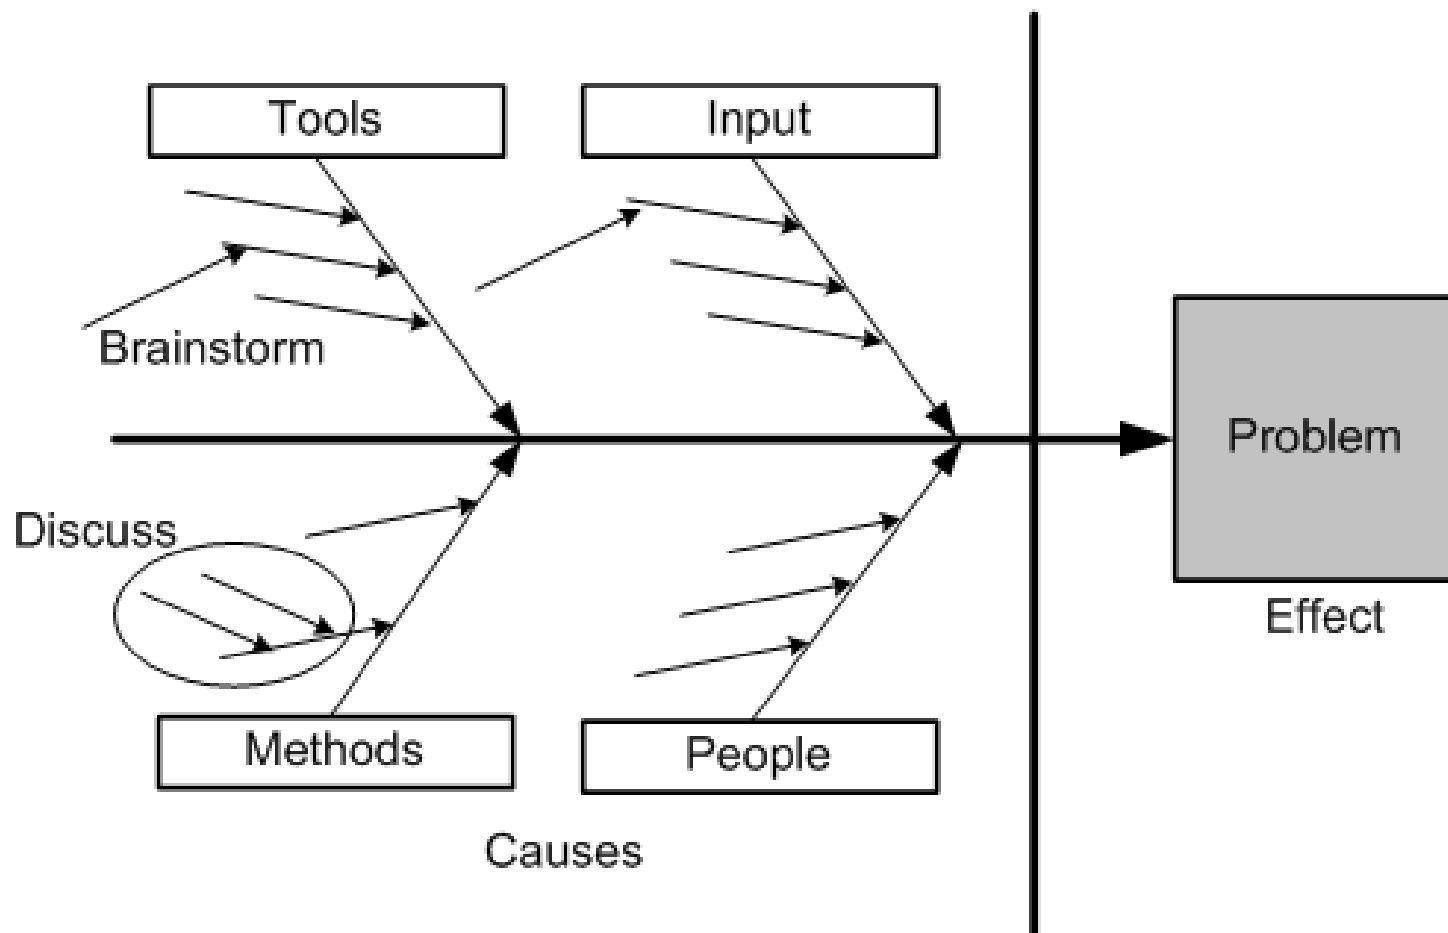 Tools
Input
Brainstorm
Problem
Discuss
Effect
Methods
People
Causes